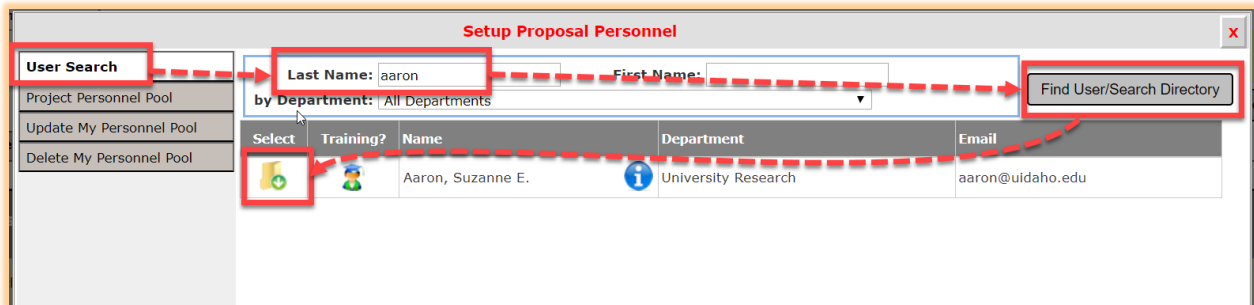 Setup Proposal Personnel
X
User Search
Project Personnel Pool
Update My Personnel Pool
Delete My Personnel Pool
Last Name: aaron First Name:
by Department: All Departments
Find User/Search Directory
Select Training? Name Department Email
Aaron, Suzanne E. i University Research aaron@uidaho.edu